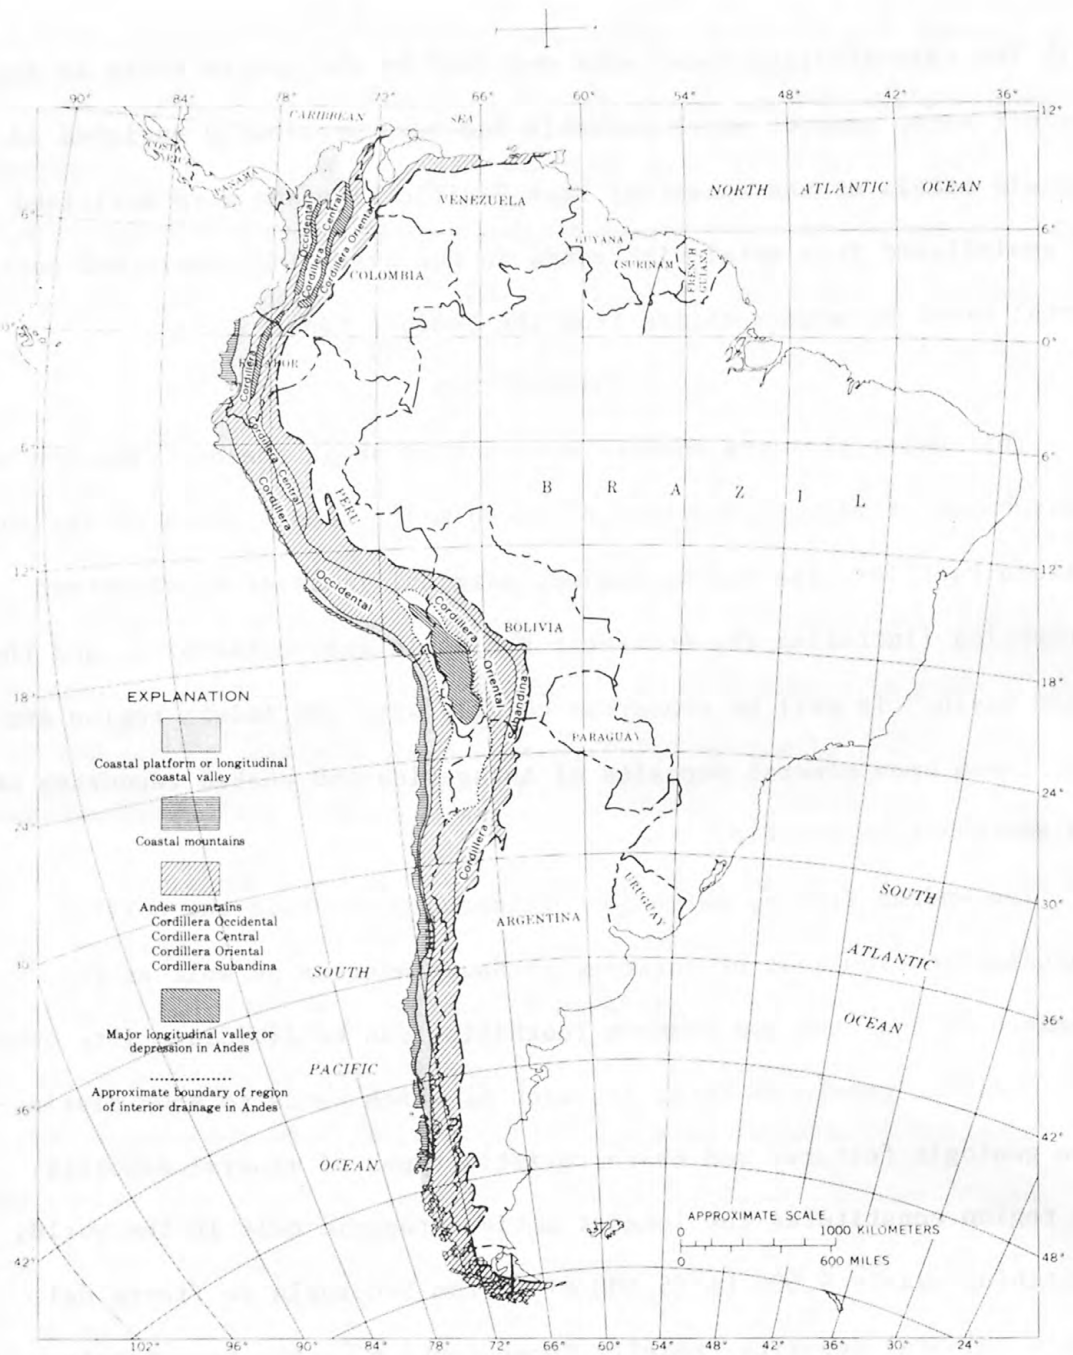 90° 84° 78° 72° 66° 60° 54° 48° 42° 36°
12°
CARIBBEAN SEA
COSTA RICA
PANAMA
NORTH ATLANTIC OCEAN
VENEZUELA
6°
6°
GUYANA
SURINAM
FRENCH GUIANA
Cordillera Occidental
Cordillera Central
Cordillera Oriental
COLOMBIA
0°
0°
ECUADOR
Cordillera
6°
6°
Cordillera Central
Cordillera
PERU
B R A Z I L
12°
12°
Occidental
Cordillera
Oriental
Subandina
BOLIVIA
18°
18°
PARAGUAY
24°
24°
EXPLANATION
Coastal platform or longitudinal
coastal valley
Coastal mountains
Andes mountains
Cordillera Occidental
Cordillera Central
Cordillera Oriental
Cordillera Subandina
Major longitudinal valley or
depression in Andes
Approximate boundary of region
of interior drainage in Andes
Cordillera
URUGUAY
ARGENTINA
SOUTH
ATLANTIC
OCEAN
30°
30°
SOUTH
PACIFIC
OCEAN
36°
36°
42°
42°
48°
APPROXIMATE SCALE
0 1000 KILOMETERS
0 600 MILES
102° 96° 90° 84° 78° 72° 66° 60° 54° 48° 42° 36° 30° 24°